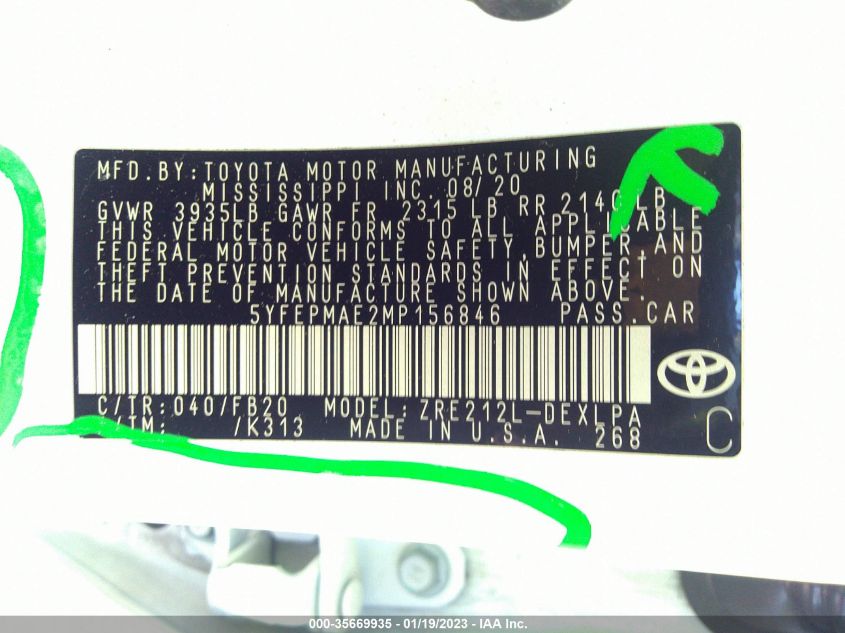 MFD. BY: TOYOTA MOTOR MANUFACTURING
MISSISSIPPI INC. 08/20
GVWR 3935LB GAWR FR 2315 LB RR LB
THIS VEHICLE CONFORMS TO ALL APPLICABLE
FEDERAL MOTOR VEHICLE SAFETY, BUMPER, AND
THEFT PREVENTION STANDARDS IN EFFECT ON
THE DATE OF MANUFACTURE SHOWN ABOVE.
5YFEPMAE2MP156846 PASS. CAR
C/TR: 040/FB20 MODEL: ZRE212L-DEXLPA
/K313 MADE IN U.S.A. 268
C
000-35669935 - 01/19/2023 - IAA Inc.